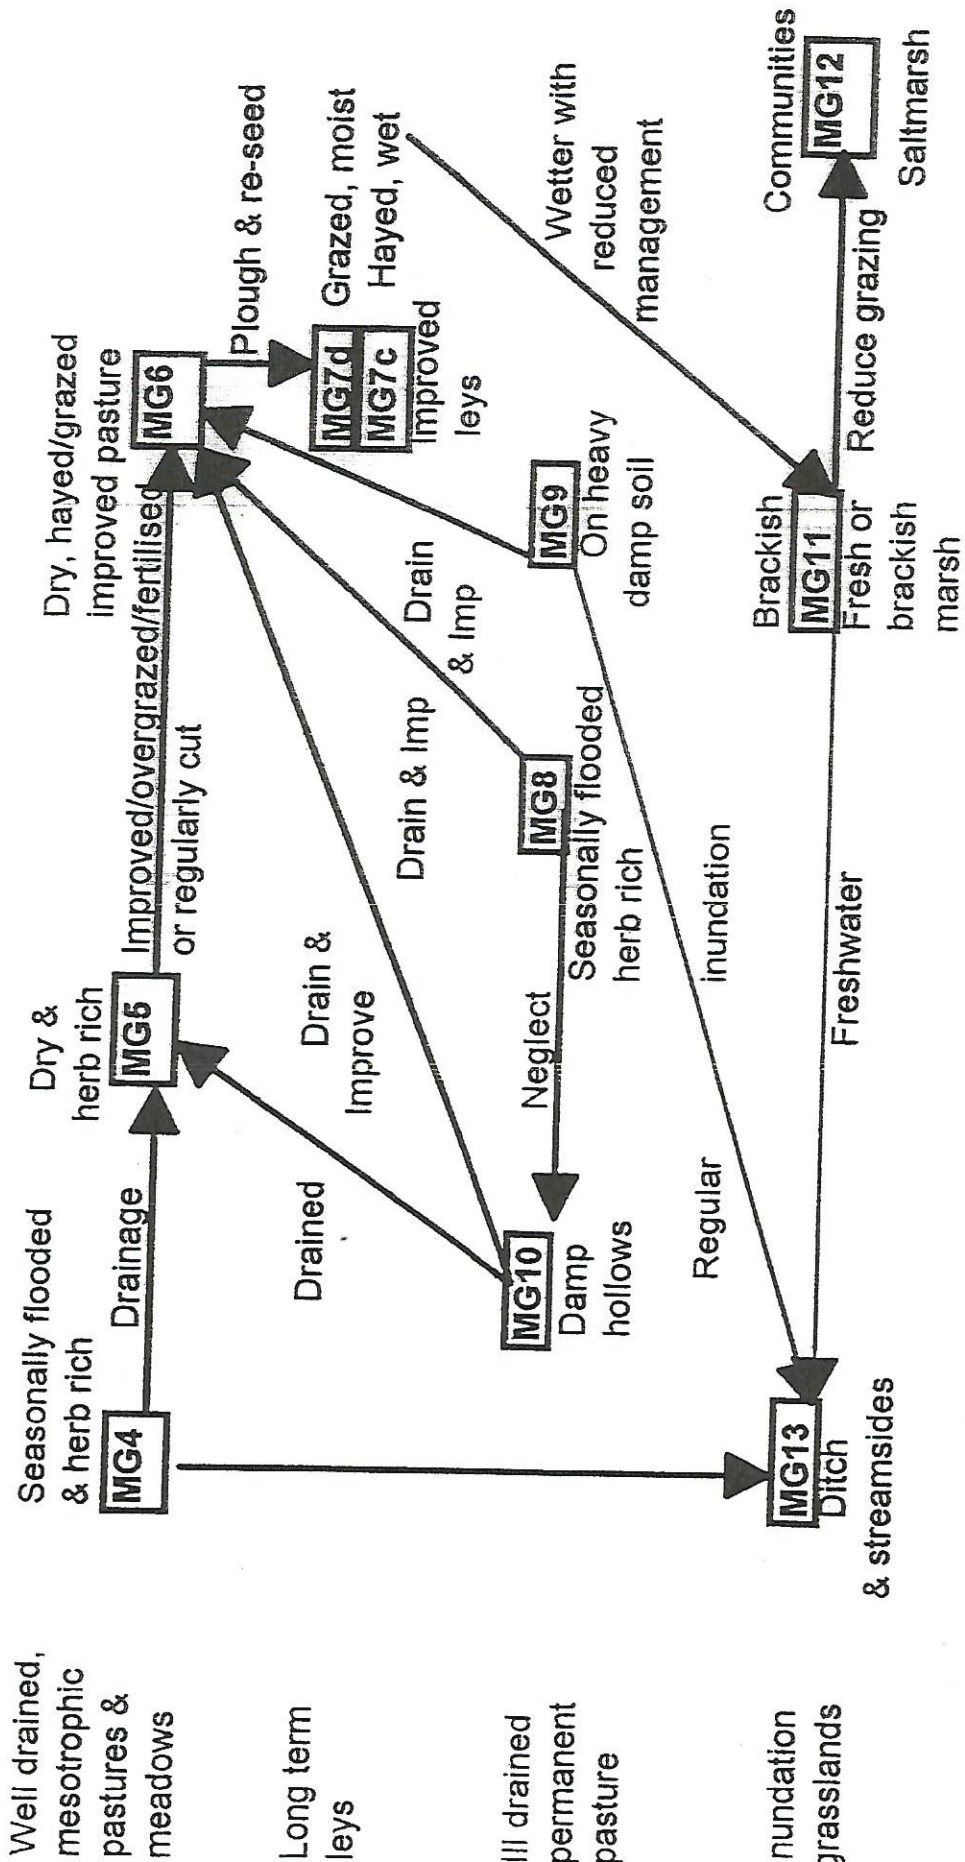 Well drained,
mesotrophic
pastures &
meadows
Seasonally flooded
& herb rich
MG4
Drainage
Dry &
herb rich
MG5
Improved/overgrazed/fertilised
or regularly cut
Dry, hayed/grazed
improved pasture
MG6
Plough & re-seed
Long term
leys
Drained
Drain &
Improve
Drain & Imp
Drain
& Imp
MG7d
MG7c
Improved
leys
Grazed, moist
Hayed, wet
Ill drained
permanent
pasture
MG10
Damp
hollows
Neglect
MG8
Seasonally flooded
herb rich
MG9
On heavy
damp soil
Wetter with
reduced
management
Regular
inundation
nundation
grasslands
MG13
Ditch
& streamsides
Freshwater
Brackish
MG11
Fresh or
brackish
marsh
Reduce grazing
Communities
MG12
Saltmarsh